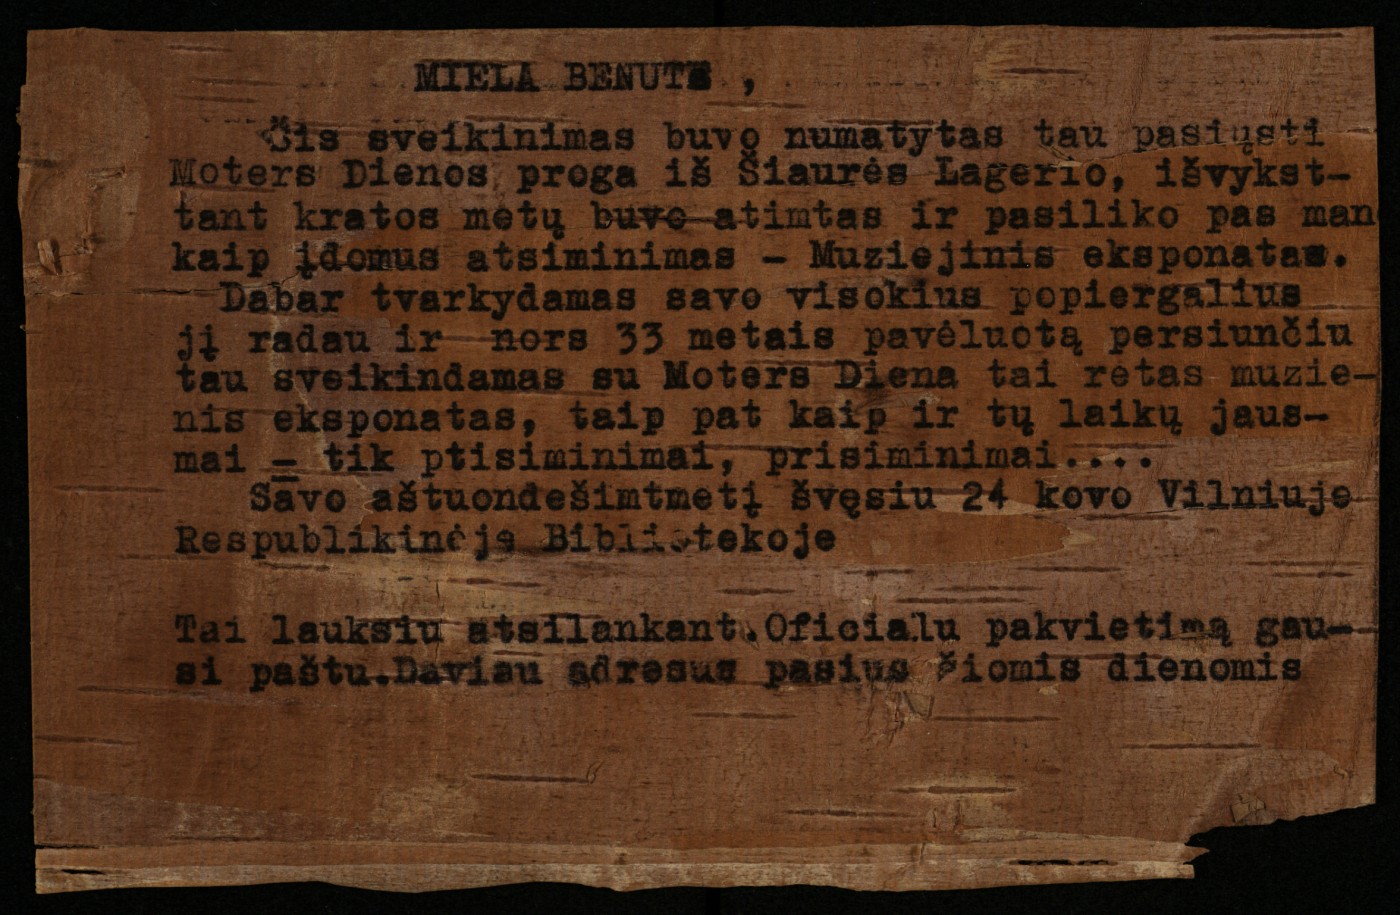 MIELA BENUTE ,
Šis sveikinimas buvo numatytas tau pasiųsti
Moters Dienos proga iš Šiaurės Lagerio, išvykst-
tant kratos metų buvo atimtas ir pasiliko pas man
kaip įdomus atsiminimas - Muziejinis eksponatas.
Dabar tvarkydamas savo visokius popiergalius
jį radau ir nors 33 metais pavėluotą persiunčiu
tau sveikindamas su Moters Diena tai retas muzie-
nis eksponatas, taip pat kaip ir tų laikų jaus-
mai - tik ptisiminimai, prisiminimai....
Savo aštuondešimtmetį švęsiu 24 kovo Vilniuje
Respublikinėje Bibliotekoje
Tai lauksiu atsilankant.Oficialu pakvietimą gau-
si paštu.Daviau adresus pasius šiomis dienomis